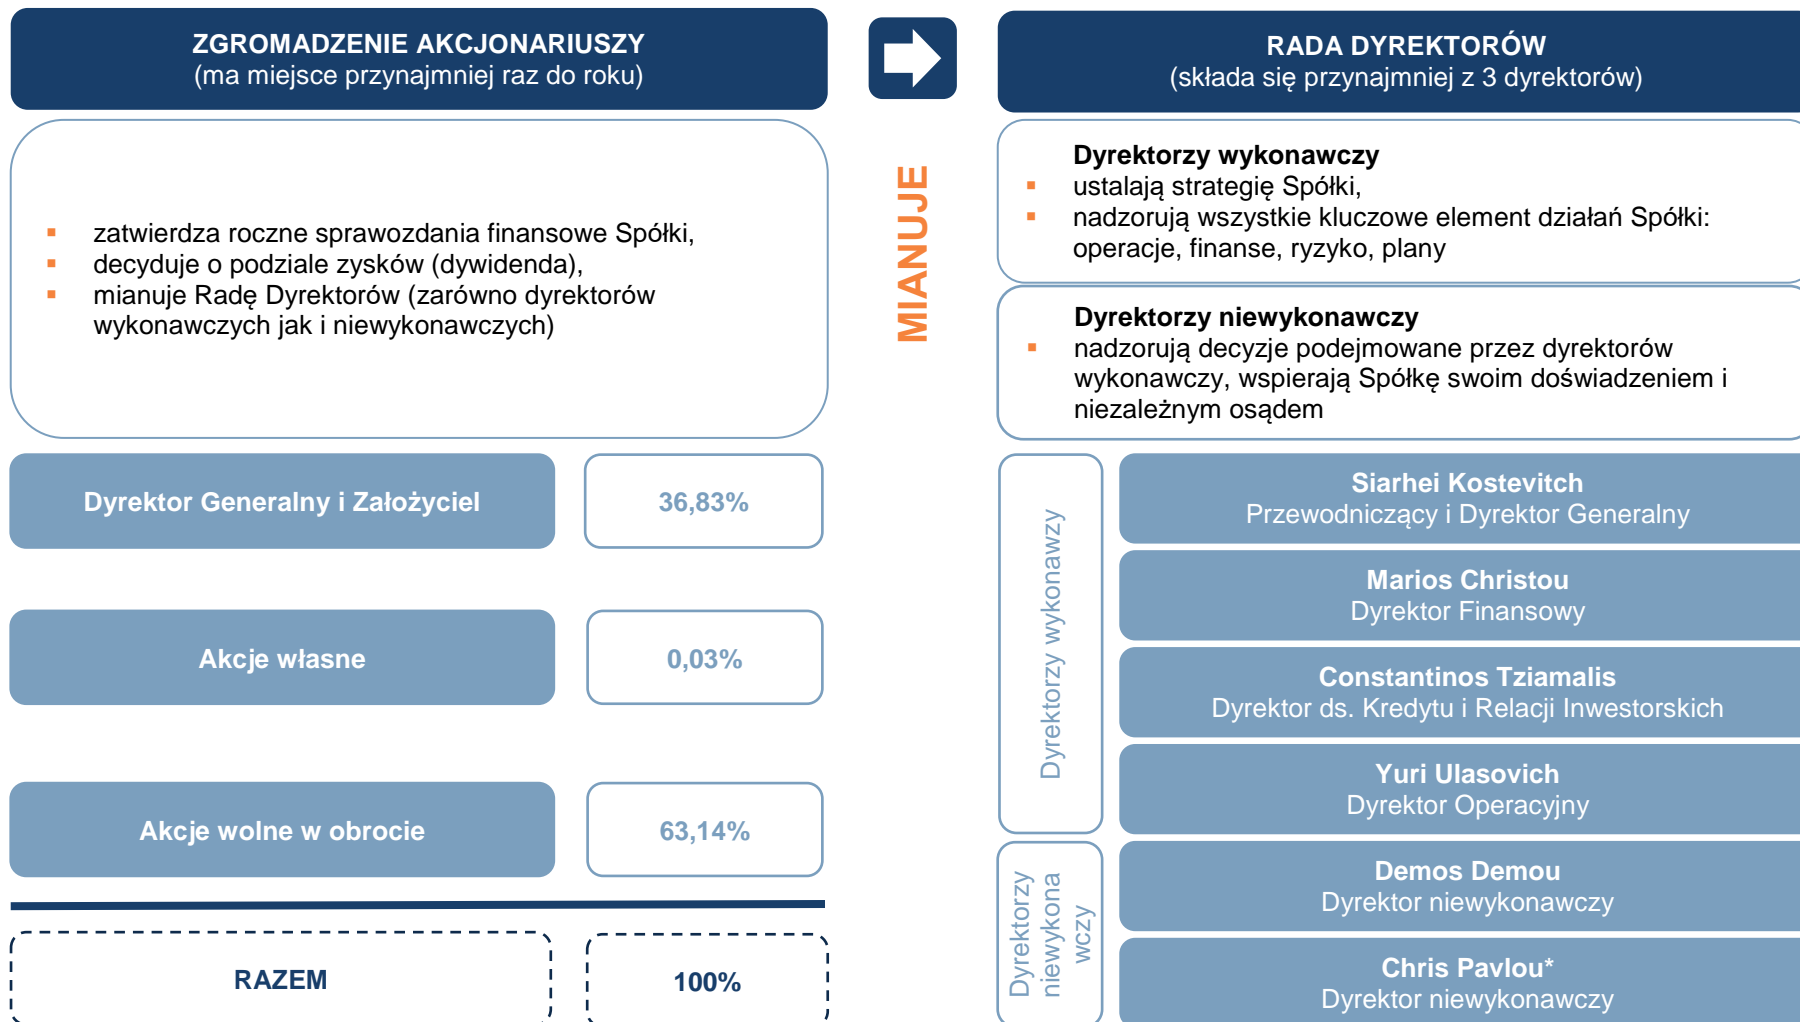 ZGROMADZENIE AKCJONARIUSZY
(ma miejsce przynajmniej raz do roku)
zatwierdza roczne sprawozdania finansowe Spółki,
decyduje o podziale zysków (dywidenda),
mianuje Radę Dyrektorów (zarówno dyrektorów
wykonawczych jak i niewykonawczych)
Dyrektor Generalny i Założyciel
36,83%
Akcje własne
0,03%
Akcje wolne w obrocie
63,14%
RAZEM
100%
MIANUJE
RADA DYREKTORÓW
(składa się przynajmniej z 3 dyrektorów)
Dyrektorzy wykonawczy
ustalają strategię Spółki,
nadzorują wszystkie kluczowe element działań Spółki:
operacje, finanse, ryzyko, plany
Dyrektorzy niewykonawczy
nadzorują decyzje podejmowane przez dyrektorów
wykonawczy, wspierają Spółkę swoim doświadzeniem i
niezależnym osądem
Dyrektorzy wykonawzy
Siarhei Kostevitch
Przewodniczący i Dyrektor Generalny
Marios Christou
Dyrektor Finansowy
Constantinos Tziamalis
Dyrektor ds. Kredytu i Relacji Inwestorskich
Yuri Ulasovich
Dyrektor Operacyjny
Dyrektorzy
niewykona
wczy
Demos Demou
Dyrektor niewykonawczy
Chris Pavlou*
Dyrektor niewykonawczy